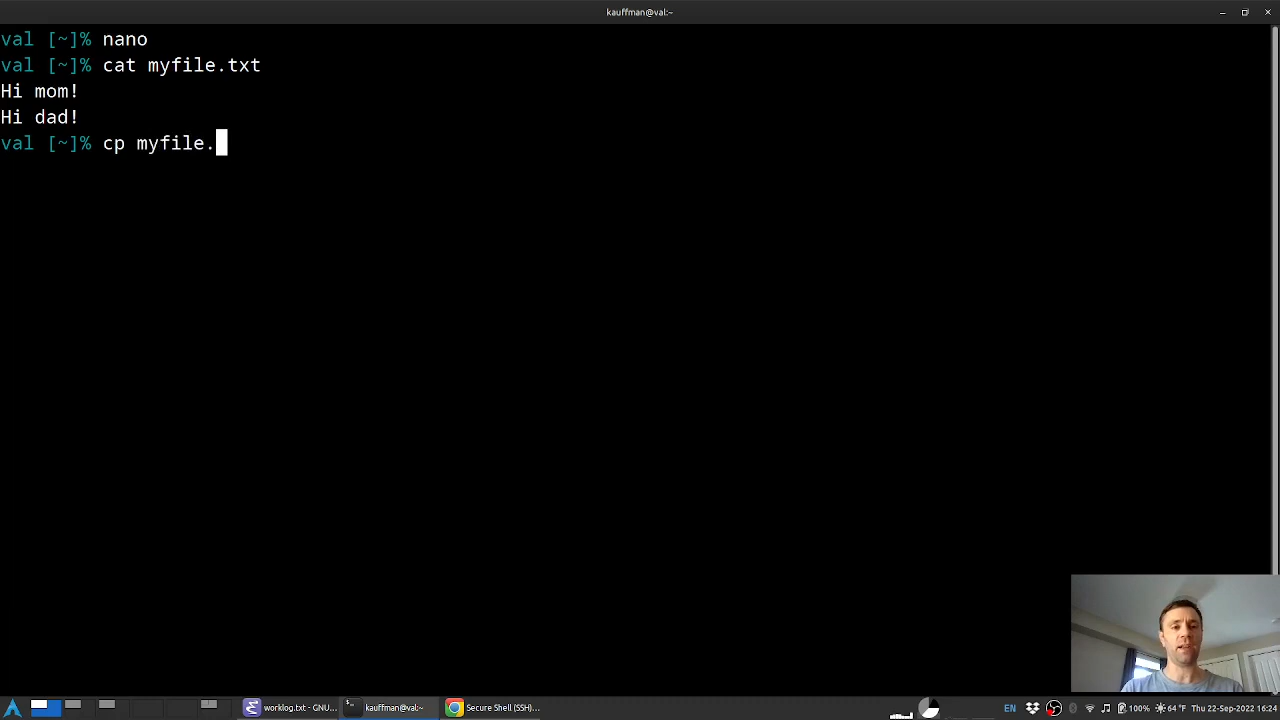 kauffman@val:~
val [~]% nano
val [~]% cat myfile.txt
Hi mom!
Hi dad!
val [~]% cp myfile.
worklog.txt - GNU...
kauffman@val:~
Secure Shell (SSH)...
EN
100%
64 °F
Thu 22-Sep-2022 16:24